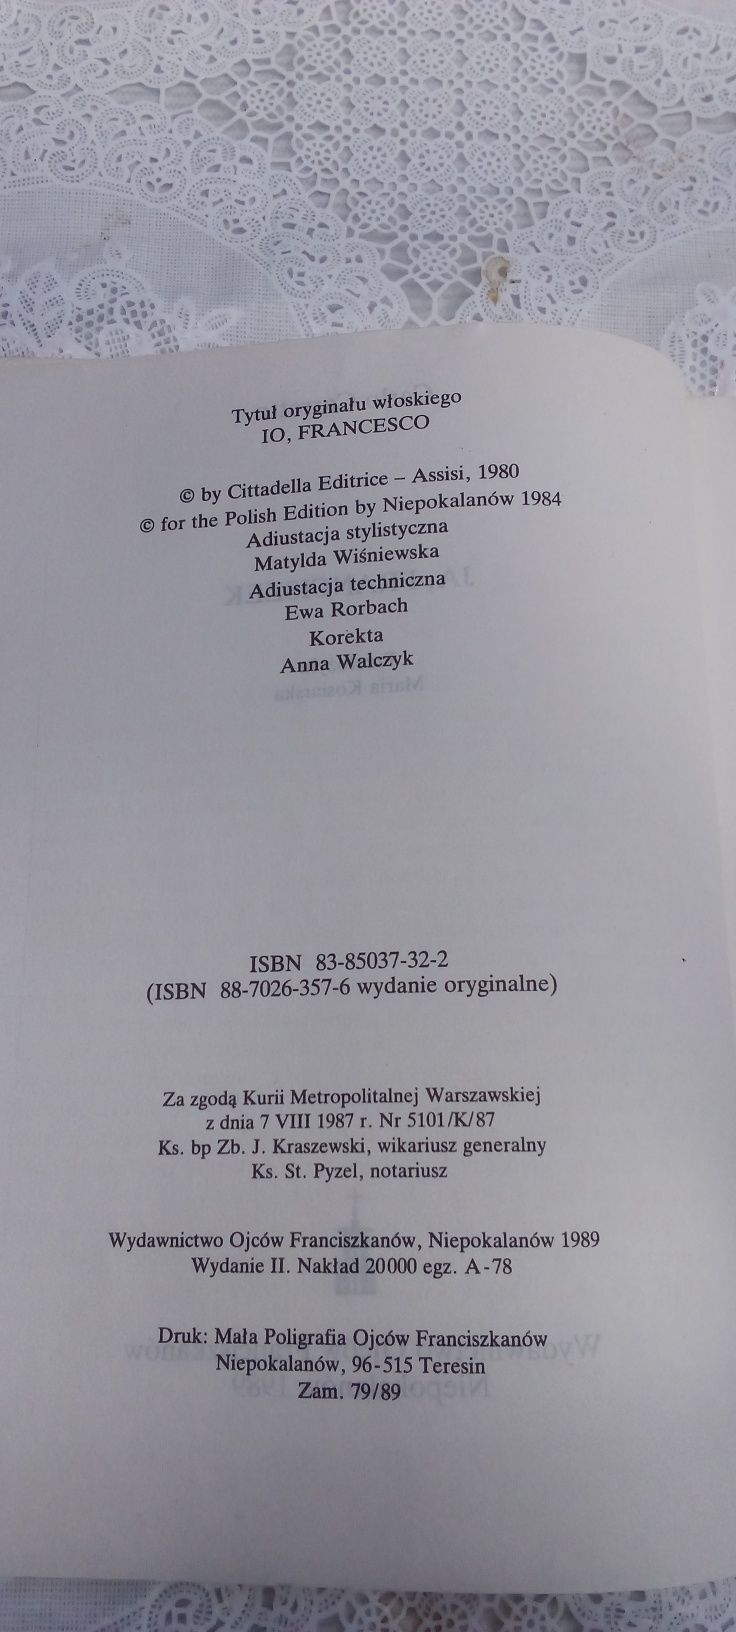 Tytuł oryginału włoskiego
IO, FRANCESCO
© by Cittadella Editrice – Assisi, 1980
© for the Polish Edition by Niepokalanów 1984
Adiustacja stylistyczna
Matylda Wiśniewska
Adiustacja techniczna
Ewa Rorbach
Korekta
Anna Walczyk
ISBN 83-85037-32-2
(ISBN 88-7026-357-6 wydanie oryginalne)
Za zgodą Kurii Metropolitalnej Warszawskiej
z dnia 7 VIII 1987 r. Nr 5101/K/87
Ks. bp Zb. J. Kraszewski, wikariusz generalny
Ks. St. Pyzel, notariusz
Wydawnictwo Ojców Franciszkanów, Niepokalanów 1989
Wydanie II. Nakład 20000 egz. A-78
Druk: Mała Poligrafia Ojców Franciszkanów
Niepokalanów, 96-515 Teresin
Zam. 79/89